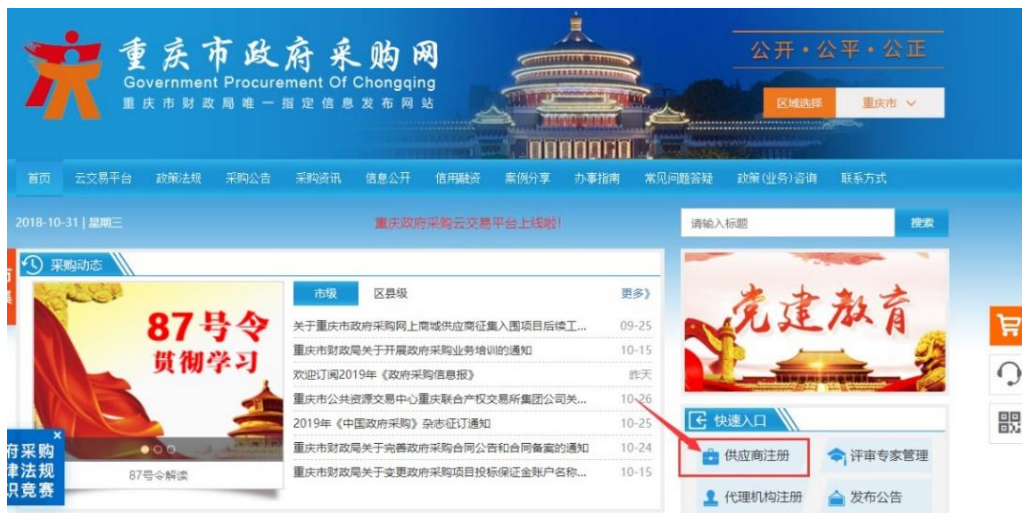 重庆市政府采购网
Government Procurement Of Chongqing
重庆市财政局唯一指定信息发布网站
公开·公平·公正
区域选择 重庆市
首页 云交易平台 政策法规 采购公告 采购资讯 信息公开 信用融资 案例分享 办事指南 常见问题答疑 政策(业务)咨询 联系方式
2018-10-31 | 星期三
重庆政府采购云交易平台上线啦!
请输入标题 搜索
采购动态
87号令
贯彻学习
87号令解读
市级 区县级 更多》
关于重庆市政府采购网上商城供应商征集入围项目后续工... 09-25
重庆市财政局关于开展政府采购业务培训的通知 10-15
欢迎订阅2019年《政府采购信息报》 昨天
重庆市公共资源交易中心重庆联合产权交易所集团公司关... 10-26
2019年《中国政府采购》杂志征订通知 10-25
重庆市财政局关于完善政府采购合同公告和合同备案的通知 10-24
重庆市财政局关于变更政府采购项目投标保证金账户名称... 10-15
党建教育
快速入口
供应商注册 评审专家管理
代理机构注册 发布公告
府采购
律法规
识竞赛